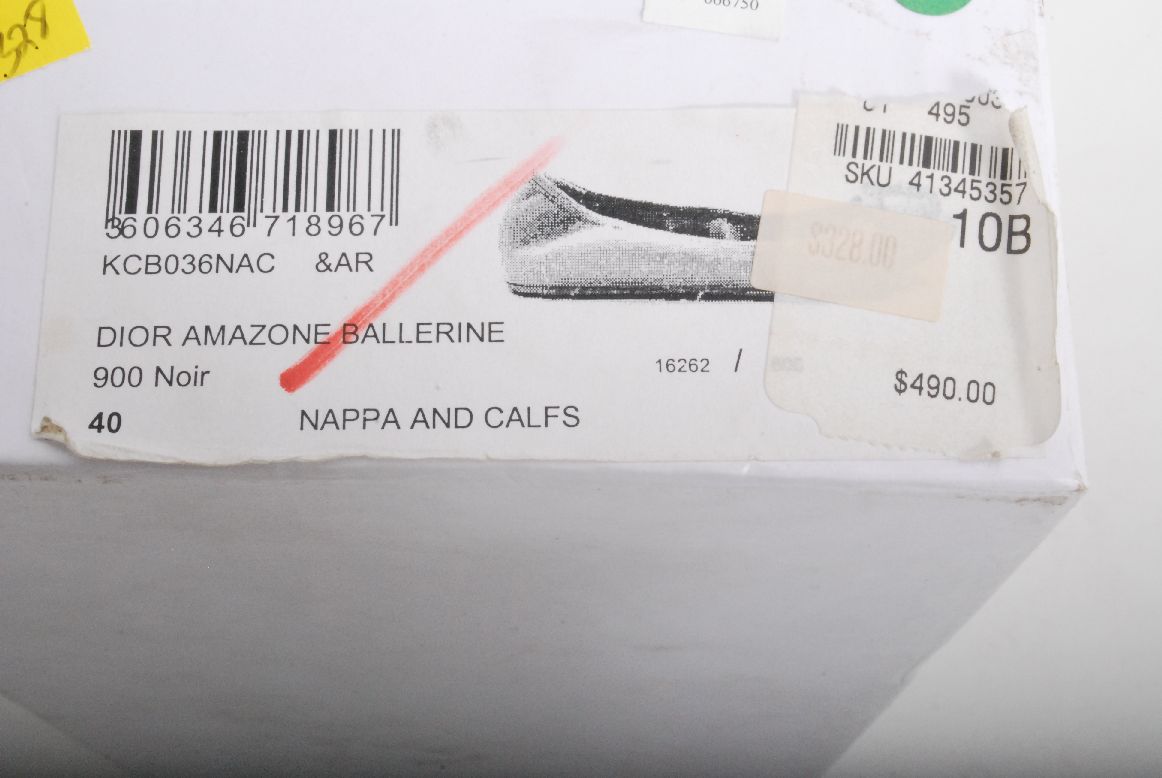 328
3606346 718967
KCB036NAC &AR
DIOR AMAZONE BALLERINE
900 Noir
40 NAPPA AND CALFS
16262 /
495
SKU 41345357
10B
$328.00
$490.00